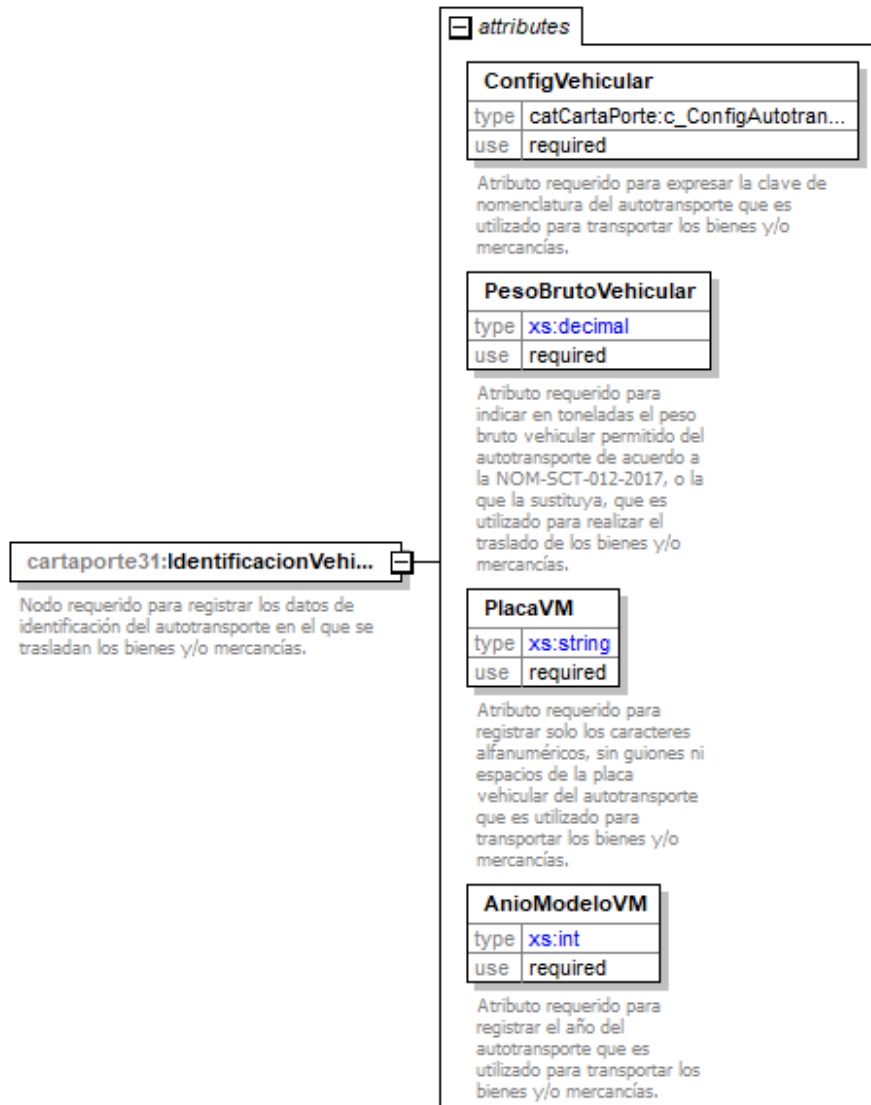 attributes
ConfigVehicular
type catCartaPorte:c_ConfigAutotran...
use required
Atributo requerido para expresar la clave de
nomenclatura del autotransporte que es
utilizado para transportar los bienes y/o
mercancías.
PesoBrutoVehicular
type xs:decimal
use required
Atributo requerido para
indicar en toneladas el peso
bruto vehicular permitido del
autotransporte de acuerdo a
la NOM-SCT-012-2017, o la
que la sustituya, que es
utilizado para realizar el
traslado de los bienes y/o
mercancías.
cartaporte31:IdentificacionVehi...
Nodo requerido para registrar los datos de
identificación del autotransporte en el que se
trasladan los bienes y/o mercancías.
PlacaVM
type xs:string
use required
Atributo requerido para
registrar solo los caracteres
alfanuméricos, sin guiones ni
espacios de la placa
vehicular del autotransporte
que es utilizado para
transportar los bienes y/o
mercancías.
AnioModeloVM
type xs:int
use required
Atributo requerido para
registrar el año del
autotransporte que es
utilizado para transportar los
bienes y/o mercancías.